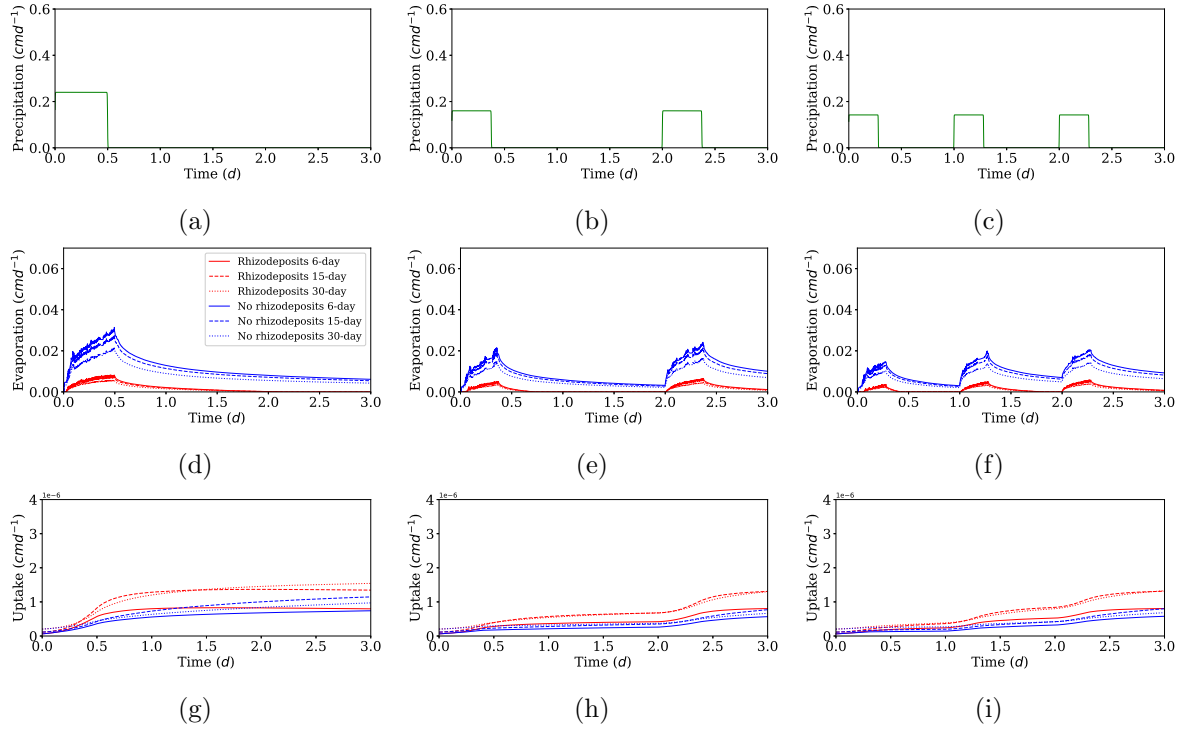 0.6 0.6 0.6
0.4 0.4 0.4
0.2 0.2 0.2
0.0 0.0 0.0
Precipitation (cmd⁻¹) Precipitation (cmd⁻¹) Precipitation (cmd⁻¹)
0.0 0.5 1.0 1.5 2.0 2.5 3.0 0.0 0.5 1.0 1.5 2.0 2.5 3.0 0.0 0.5 1.0 1.5 2.0 2.5 3.0
Time (d) Time (d) Time (d)
(a) (b) (c)
0.06 0.06 0.06
0.04 0.04 0.04
0.02 0.02 0.02
0.00 0.00 0.00
Evaporation (cmd⁻¹) Evaporation (cmd⁻¹) Evaporation (cmd⁻¹)
Rhizodeposits 6-day
Rhizodeposits 15-day
Rhizodeposits 30-day
No rhizodeposits 6-day
No rhizodeposits 15-day
No rhizodeposits 30-day
0.0 0.5 1.0 1.5 2.0 2.5 3.0 0.0 0.5 1.0 1.5 2.0 2.5 3.0 0.0 0.5 1.0 1.5 2.0 2.5 3.0
Time (d) Time (d) Time (d)
(d) (e) (f)
1e−6 1e−6 1e−6
4 4 4
3 3 3
2 2 2
1 1 1
0 0 0
Uptake (cmd⁻¹) Uptake (cmd⁻¹) Uptake (cmd⁻¹)
0.0 0.5 1.0 1.5 2.0 2.5 3.0 0.0 0.5 1.0 1.5 2.0 2.5 3.0 0.0 0.5 1.0 1.5 2.0 2.5 3.0
Time (d) Time (d) Time (d)
(g) (h) (i)